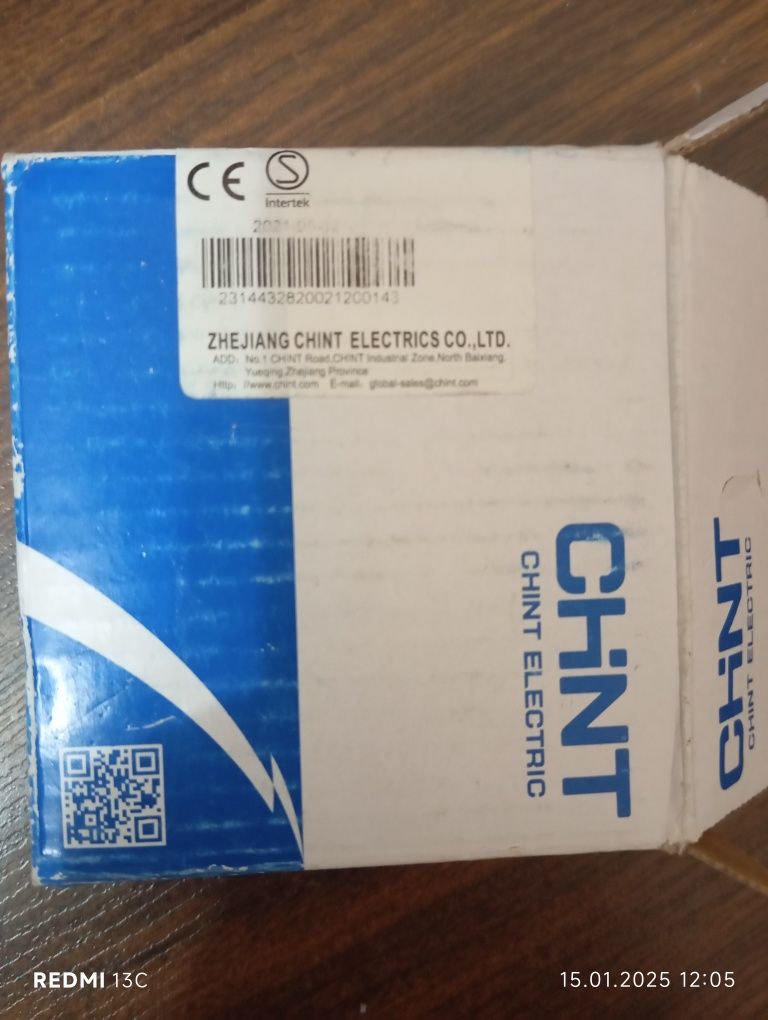 CE
S
Intertek
2314432820021200143
ZHEJIANG CHINT ELECTRICS CO.,LTD.
ADD: No.1 CHINT Road,CHINT Industrial Zone,North Baixiang,
Yueqing,Zhejiang Province
Http: //www.chint.com E-mail: global-sales@chint.com
CHINT
CHINT ELECTRIC
CHINT
CHINT ELECTRIC
REDMI 13C
15.01.2025 12:05